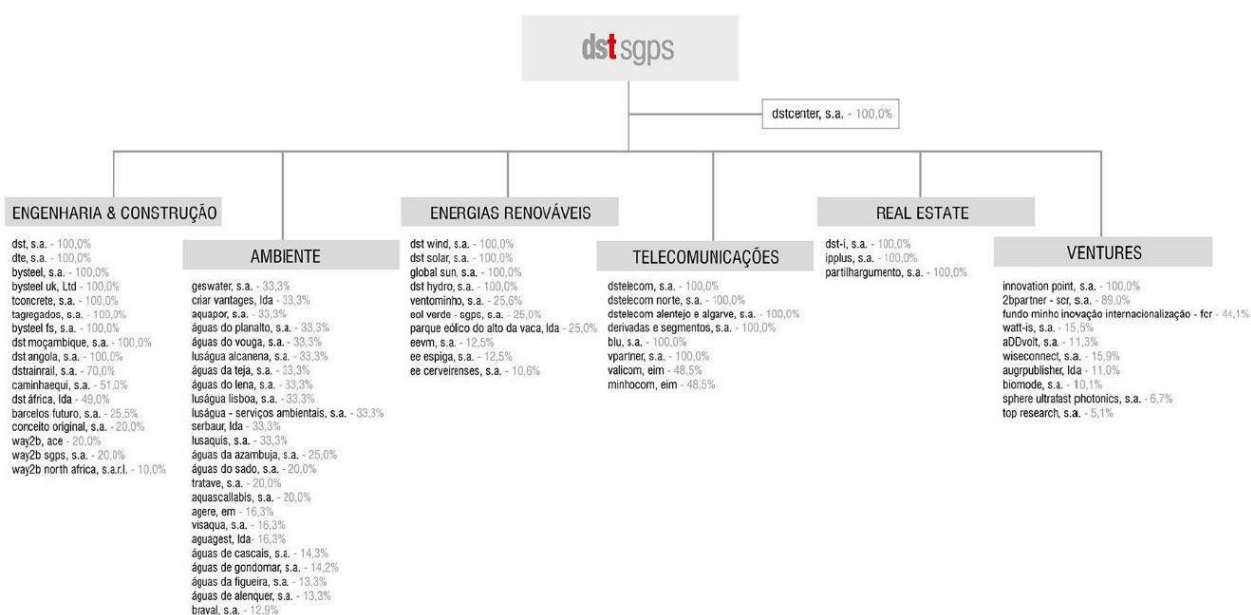 dst sgps
dstcenter, s.a. - 100,0%
ENGENHARIA & CONSTRUÇÃO
dst, s.a. - 100,0%
dte, s.a. - 100,0%
bysteel, s.a. - 100,0%
bysteel uk, Ltd - 100,0%
tconcrete, s.a. - 100,0%
tagregados, s.a. - 100,0%
bysteel fs, s.a. - 100,0%
dst moçambique, s.a. - 100,0%
dst angola, s.a. - 100,0%
dstrainrail, s.a. - 70,0%
caminhaequi, s.a. - 51,0%
dst áfrica, lda - 49,0%
barcelos futuro, s.a. - 25,5%
conceito original, s.a. - 20,0%
way2b, ace - 20,0%
way2b sgps, s.a. - 20,0%
way2b north africa, s.a.r.l. - 10,0%
AMBIENTE
geswater, s.a. - 33,3%
criar vantages, lda - 33,3%
aquapor, s.a. - 33,3%
águas do planalto, s.a. - 33,3%
águas do vouga, s.a. - 33,3%
luságua alcanena, s.a. - 33,3%
águas da teja, s.a. - 33,3%
águas do lena, s.a. - 33,3%
luságua lisboa, s.a. - 33,3%
luságua - serviços ambientais, s.a. - 33,3%
serbaur, lda - 33,3%
lusaquis, s.a. - 33,3%
águas da azambuja, s.a. - 25,0%
águas do sado, s.a. - 20,0%
tratave, s.a. - 20,0%
aquascallabis, s.a. - 20,0%
agere, em - 16,3%
visaqua, s.a. - 16,3%
aguagest, lda- 16,3%
águas de cascais, s.a. - 14,3%
águas de gondomar, s.a. - 14,2%
águas da figueira, s.a. - 13,3%
águas de alenquer, s.a. - 13,3%
braval, s.a. - 12,9%
ENERGIAS RENOVÁVEIS
dst wind, s.a. - 100,0%
dst solar, s.a. - 100,0%
global sun, s.a. - 100,0%
dst hydro, s.a. - 100,0%
ventominho, s.a. - 25,6%
eol verde - sgps, s.a. - 25,0%
parque eólico do alto da vaca, lda - 25,0%
eevm, s.a. - 12,5%
ee espiga, s.a. - 12,5%
ee cerveirenses, s.a. - 10,6%
TELECOMUNICAÇÕES
dstelecom, s.a. - 100,0%
dstelecom norte, s.a. - 100,0%
dstelecom alentejo e algarve, s.a. - 100,0%
derivadas e segmentos, s.a. - 100,0%
blu, s.a. - 100,0%
vpartner, s.a. - 100,0%
valicom, eim - 48,5%
minhocom, eim - 48,5%
REAL ESTATE
dst-i, s.a. - 100,0%
ipplus, s.a. - 100,0%
partilhargumento, s.a. - 100,0%
VENTURES
innovation point, s.a. - 100,0%
2bpartner - scr, s.a. - 89,0%
fundo minho inovação internacionalização - fcr - 44,1%
watt-is, s.a. - 15,5%
aDDvolt, s.a. - 11,3%
wiseconnect, s.a. - 15,9%
augrpublisher, lda - 11,0%
biomode, s.a. - 10,1%
sphere ultrafast photonics, s.a. - 6,7%
top research, s.a. - 5,1%